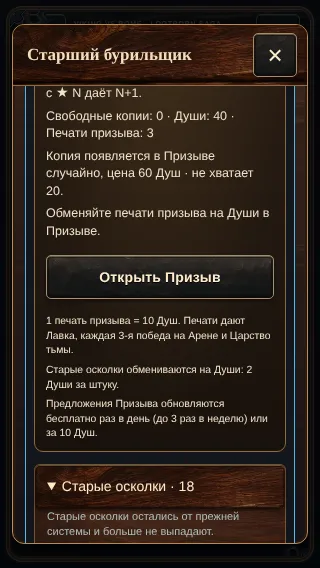 Старший бурильщик
×
с ★ N даёт N+1.
Свободные копии: 0 · Души: 40 ·
Печати призыва: 3
Копия появляется в Призыве
случайно, цена 60 Душ · не хватает
20.
Обменяйте печати призыва на Души в
Призыве.
Открыть Призыв
1 печать призыва = 10 Душ. Печати дают
Лавка, каждая 3-я победа на Арене и Царство
тьмы.
Старые осколки обмениваются на Души: 2
Души за штуку.
Предложения Призыва обновляются
бесплатно раз в день (до 3 раз в неделю) или
за 10 Душ.
▼ Старые осколки · 18
Старые осколки остались от прежней
системы и больше не выпадают.